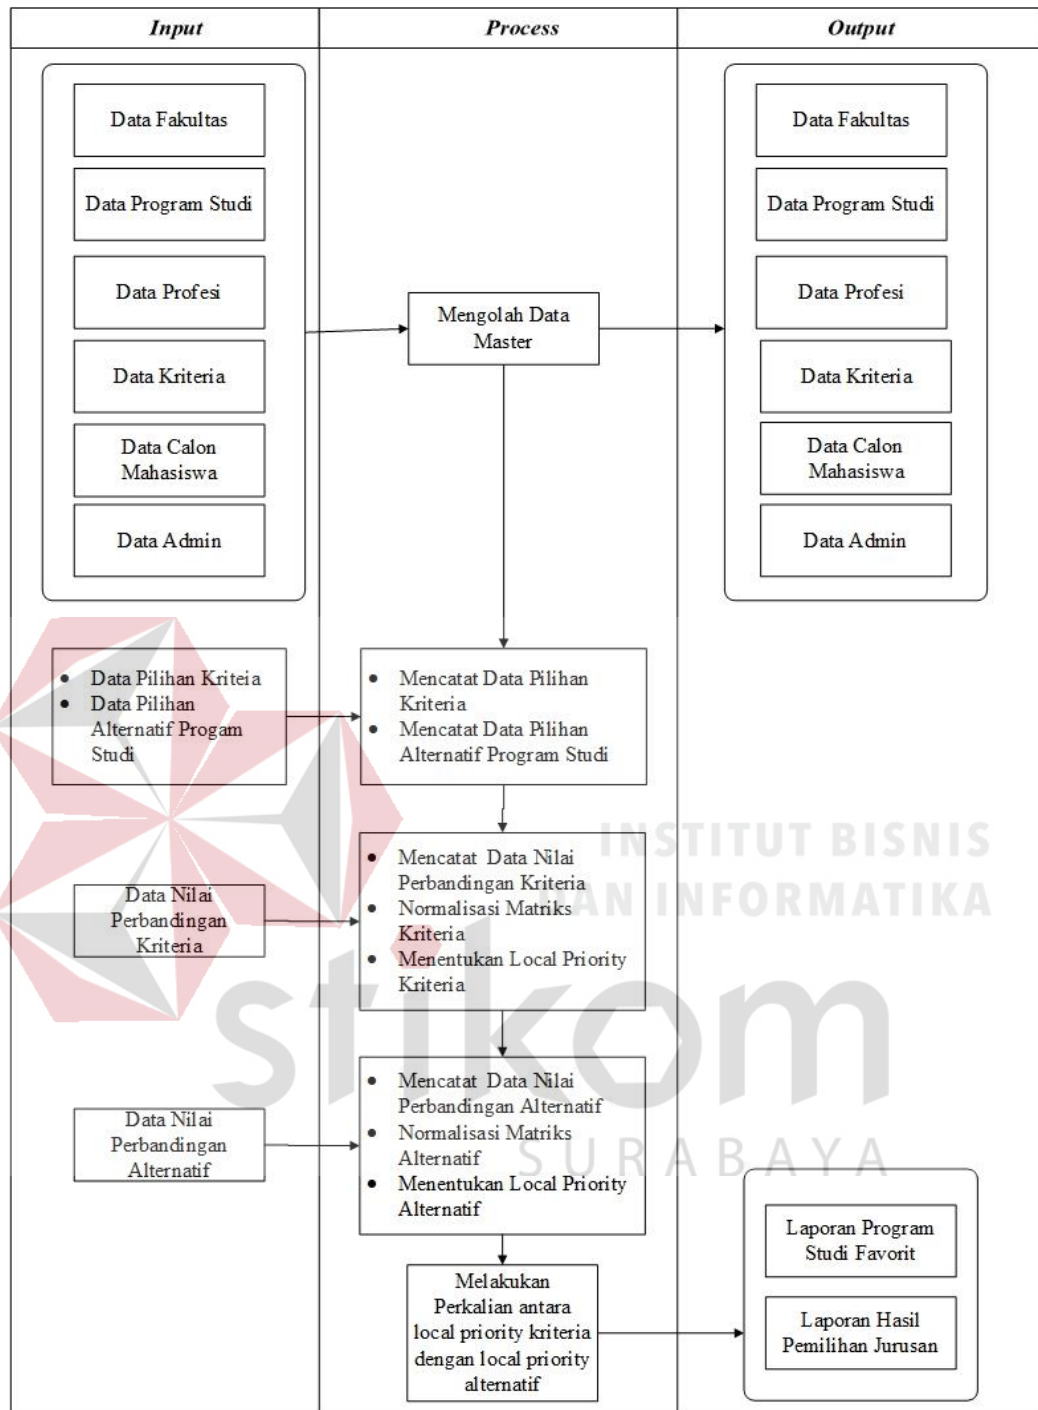 Input
Process
Output
Data Fakultas
Data Program Studi
Data Profesi
Data Kriteria
Data Calon
Mahasiswa
Data Admin
Mengolah Data
Master
Data Fakultas
Data Program Studi
Data Profesi
Data Kriteria
Data Calon
Mahasiswa
Data Admin
• Data Pilihan Kriteia
• Data Pilihan
Alternatif Progam
Studi
• Mencatat Data Pilihan
Kriteria
• Mencatat Data Pilihan
Alternatif Program Studi
Data Nilai
Perbandingan
Kriteria
• Mencatat Data Nilai
Perbandingan Kriteria
• Normalisasi Matriks
Kriteria
• Menentukan Local Priority
Kriteria
INSTITUT BISNIS
DAN INFORMATIKA
stikom
SURABAYA
Data Nilai
Perbandingan
Alternatif
• Mencatat Data Nilai
Perbandingan Alternatif
• Normalisasi Matriks
Alternatif
• Menentukan Local Priority
Alternatif
Melakukan
Perkalian antara
local priority kriteria
dengan local priority
alternatif
Laporan Program
Studi Favorit
Laporan Hasil
Pemilihan Jurusan